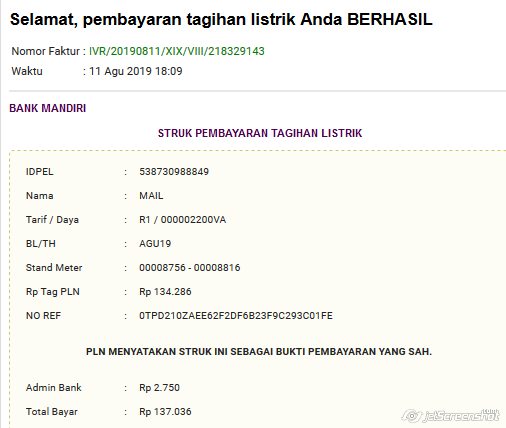 Selamat, pembayaran tagihan listrik Anda BERHASIL
Nomor Faktur : IVR/20190811/XIX/VIII/218329143
Waktu : 11 Agu 2019 18:09
BANK MANDIRI
STRUK PEMBAYARAN TAGIHAN LISTRIK
IDPEL : 538730988849
Nama : MAIL
Tarif / Daya : R1 / 000002200VA
BL/TH : AGU19
Stand Meter : 00008756 - 00008816
Rp Tag PLN : Rp 134.286
NO REF : 0TPD210ZAEE62F2DF6B23F9C293C01FE
PLN MENYATAKAN STRUK INI SEBAGAI BUKTI PEMBAYARAN YANG SAH.
Admin Bank : Rp 2.750
Total Bayar : Rp 137.036
jetScreenshot